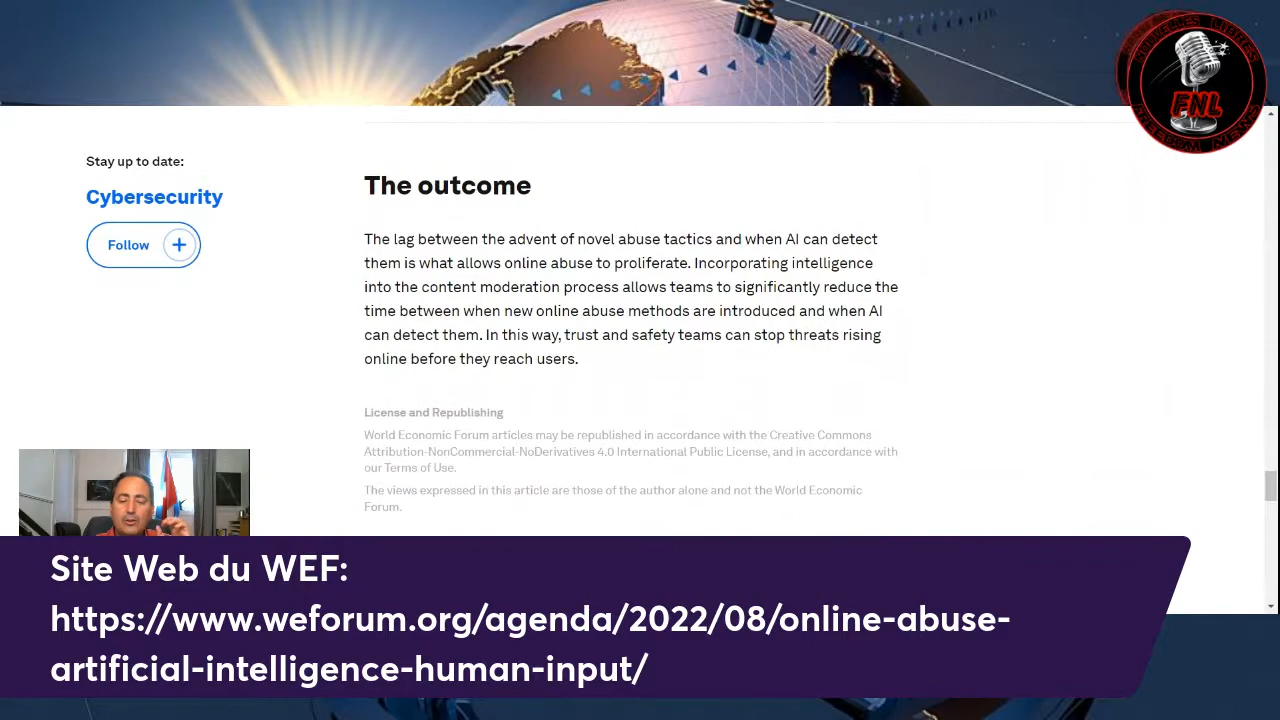 NOUVELLES LIBRES
FNL
FREEDOM NEWS
Stay up to date:
Cybersecurity
Follow +
The outcome
The lag between the advent of novel abuse tactics and when AI can detect
them is what allows online abuse to proliferate. Incorporating intelligence
into the content moderation process allows teams to significantly reduce the
time between when new online abuse methods are introduced and when AI
can detect them. In this way, trust and safety teams can stop threats rising
online before they reach users.
License and Republishing
World Economic Forum articles may be republished in accordance with the Creative Commons
Attribution-NonCommercial-NoDerivatives 4.0 International Public License, and in accordance with
our Terms of Use.
The views expressed in this article are those of the author alone and not the World Economic
Forum.
Site Web du WEF:
https://www.weforum.org/agenda/2022/08/online-abuse-
artificial-intelligence-human-input/